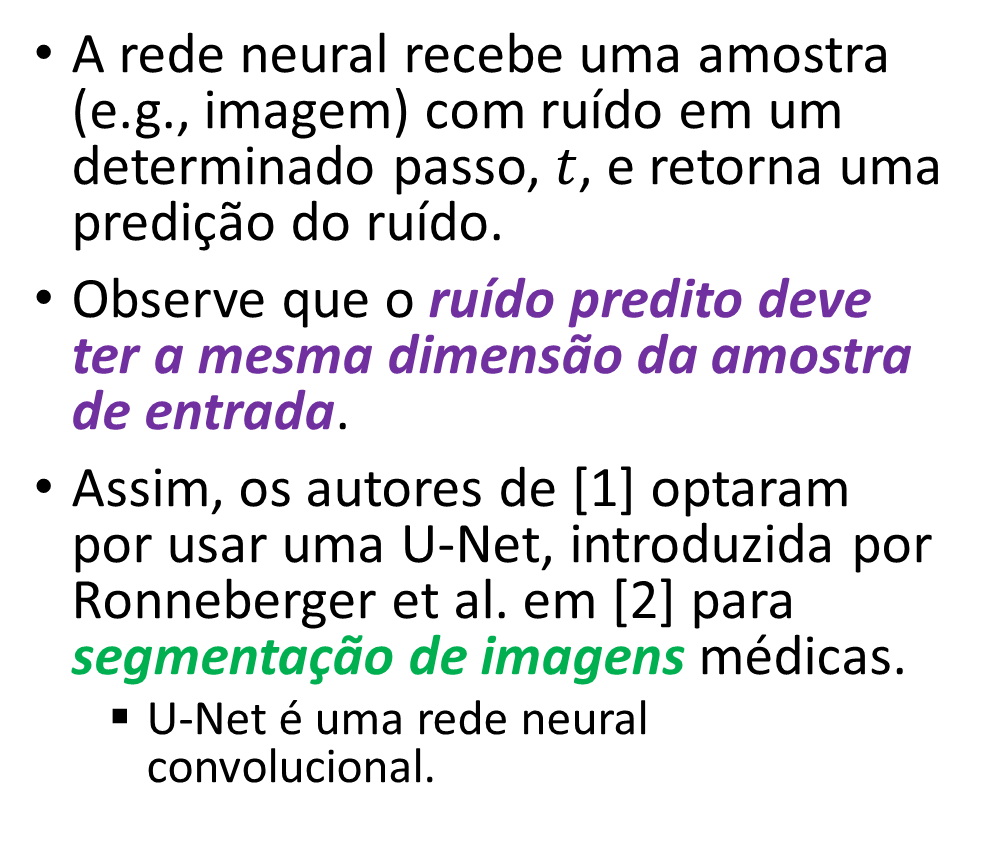 • A rede neural recebe uma amostra
(e.g., imagem) com ruído em um
determinado passo, t, e retorna uma
predição do ruído.
• Observe que o ruído predito deve
ter a mesma dimensão da amostra
de entrada.
• Assim, os autores de [1] optaram
por usar uma U-Net, introduzida por
Ronneberger et al. em [2] para
segmentação de imagens médicas.
▪ U-Net é uma rede neural
convolucional.